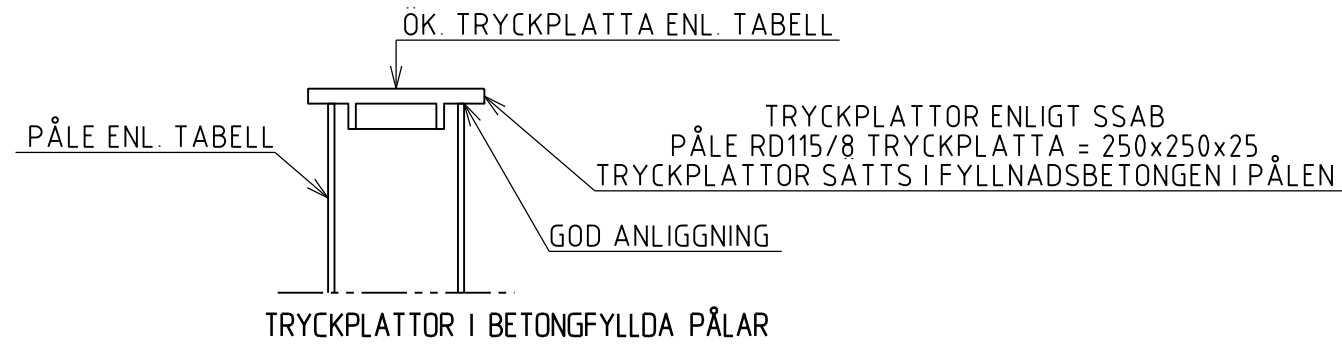 ÖK. TRYCKPLATTA ENL. TABELL
PÅLE ENL. TABELL
TRYCKPLATTOR ENLIGT SSAB
PÅLE RD115/8 TRYCKPLATTA = 250x250x25
TRYCKPLATTOR SÄTTS I FYLLNADSBETONGEN I PÅLEN
GOD ANLIGGNING
TRYCKPLATTOR I BETONGFYLLDA PÅLAR